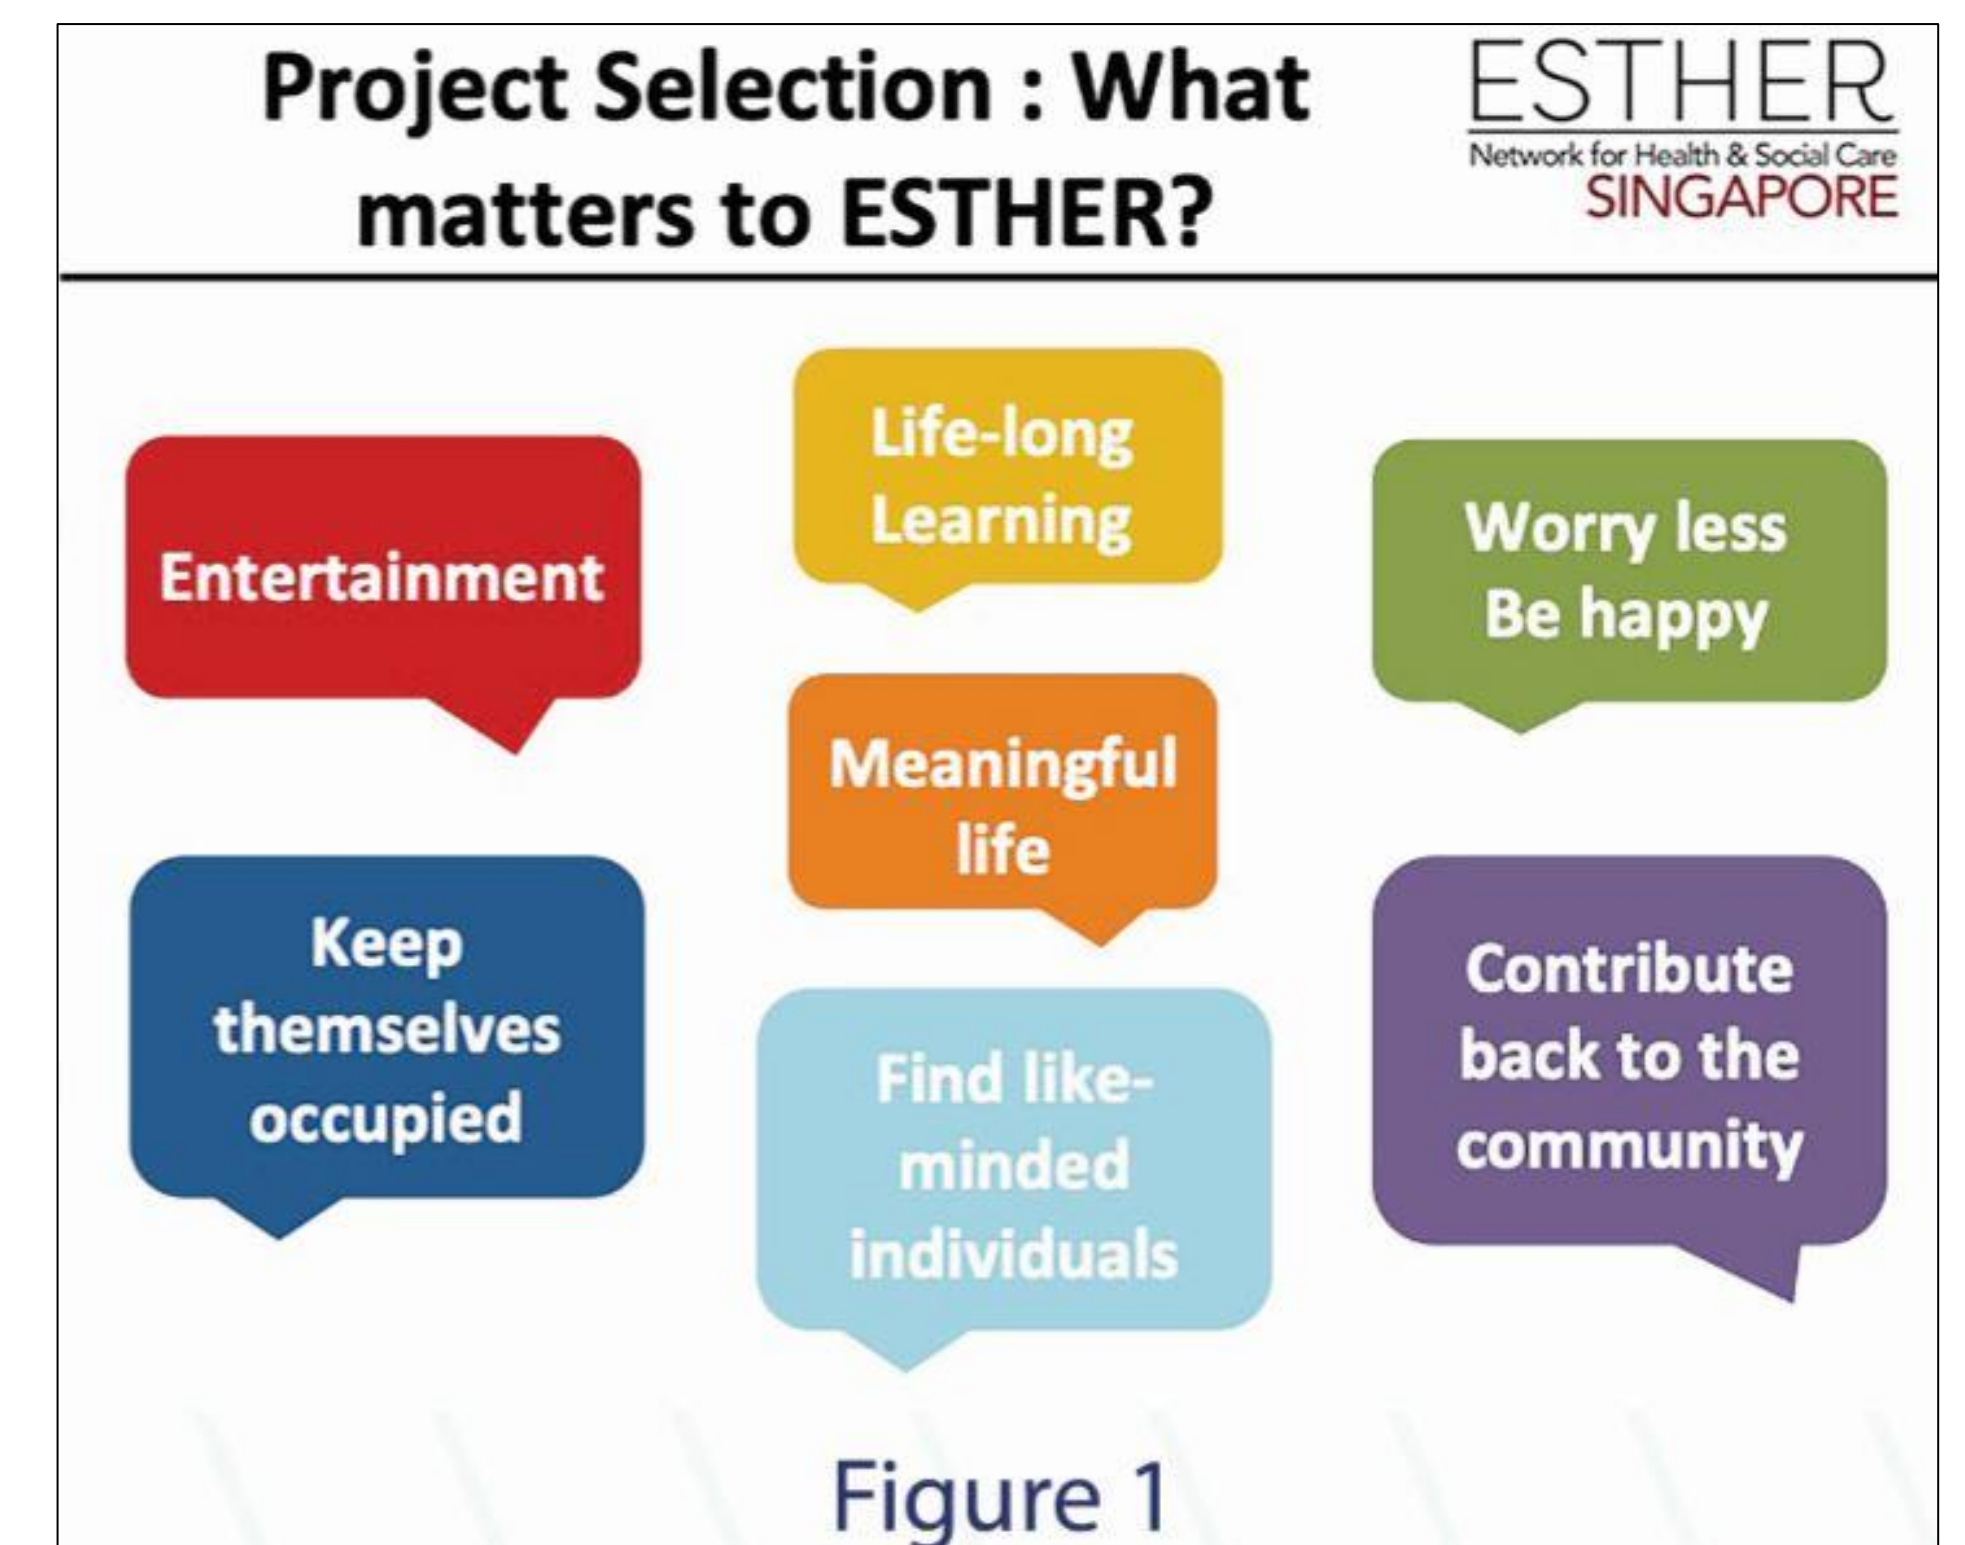 Project Selection : What
matters to ESTHER?
ESTHER
Network for Health & Social Care
SINGAPORE
Entertainment
Life-long
Learning
Worry less
Be happy
Meaningful
life
Keep
themselves
occupied
Find like-
minded
individuals
Contribute
back to the
community
Figure 1